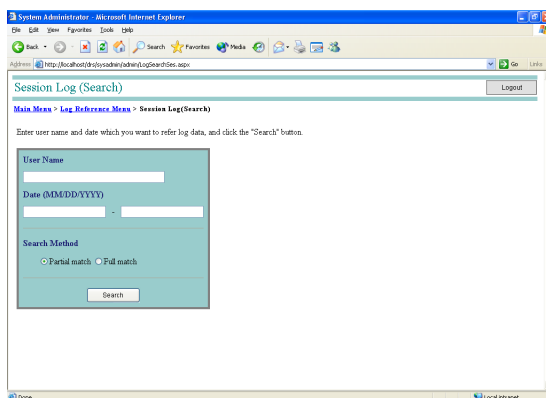 System Administrator - Microsoft Internet Explorer
File Edit View Favorites Tools Help
Back Search Favorites Media
Address http://localhost/drs/sysadmin/admin/LogSearchSes.aspx Go Links
Session Log (Search) Logout
Main Menu > Log Reference Menu > Session Log(Search)
Enter user name and date which you want to refer log data, and click the "Search" button.
User Name
Date (MM/DD/YYYY)
-
Search Method
Partial match Full match
Search
Done Local intranet